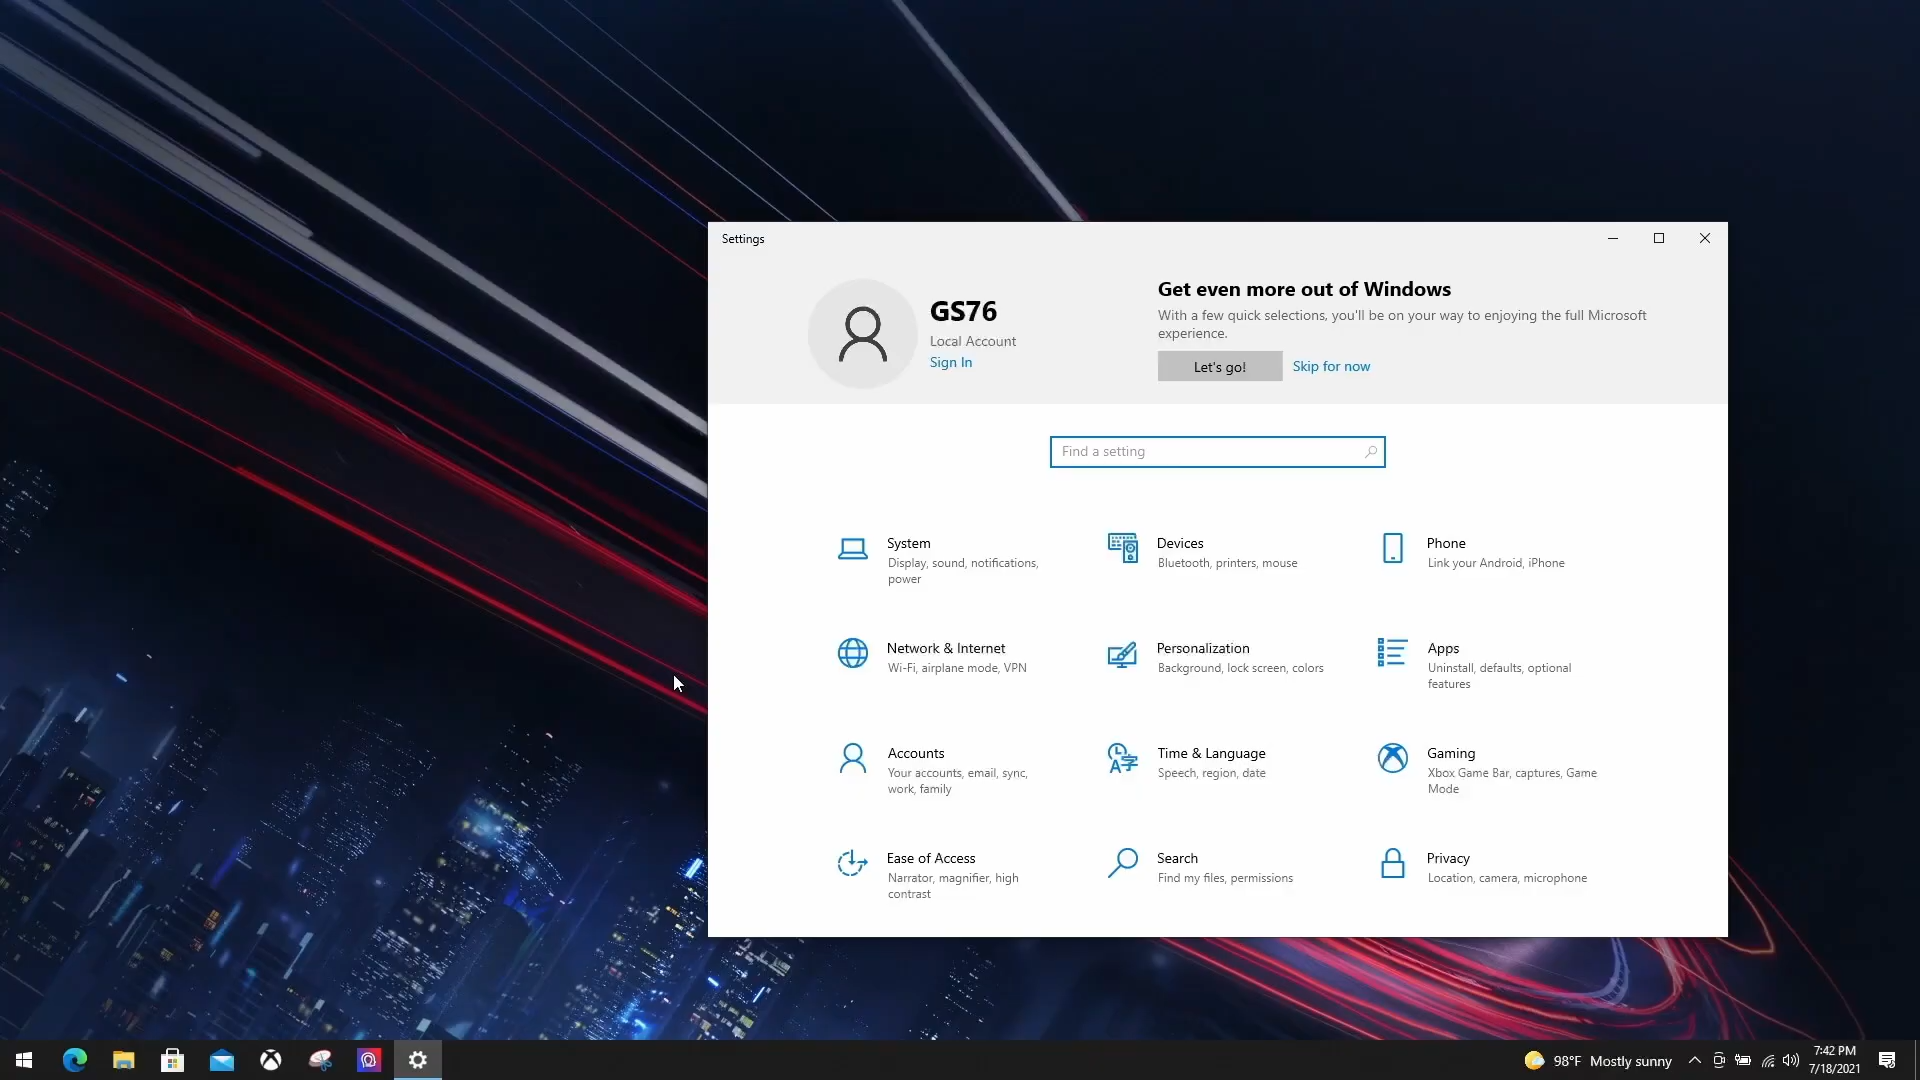 Settings
GS76
Local Account
Sign In
Get even more out of Windows
With a few quick selections, you'll be on your way to enjoying the full Microsoft
experience.
Let's go!
Skip for now
Find a setting
System
Display, sound, notifications,
power
Devices
Bluetooth, printers, mouse
Phone
Link your Android, iPhone
Network & Internet
Wi-Fi, airplane mode, VPN
Personalization
Background, lock screen, colors
Apps
Uninstall, defaults, optional
features
Accounts
Your accounts, email, sync,
work, family
Time & Language
Speech, region, date
Gaming
Xbox Game Bar, captures, Game
Mode
Ease of Access
Narrator, magnifier, high
contrast
Search
Find my files, permissions
Privacy
Location, camera, microphone
98°F Mostly sunny
7:42 PM
7/18/2021